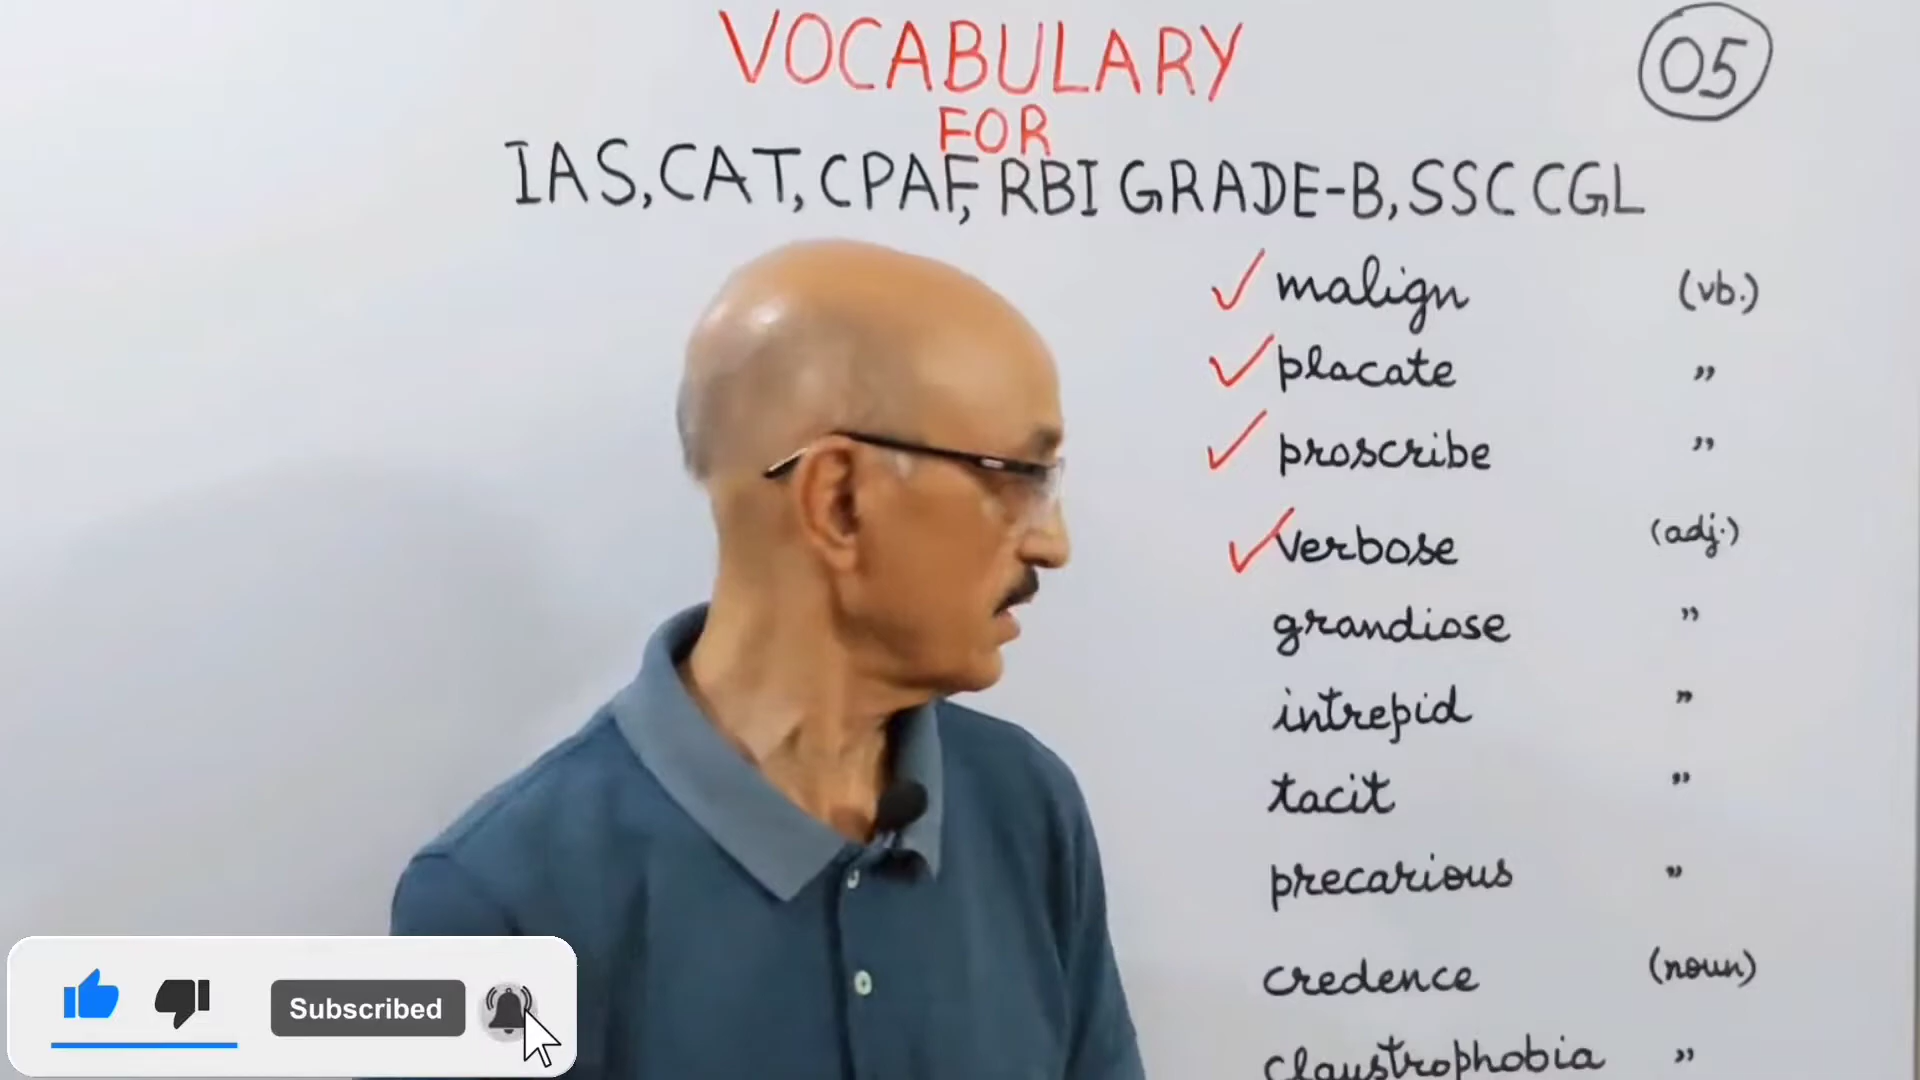 VOCABULARY
05
FOR
IAS, CAT, CPAF, RBI GRADE-B, SSC CGL
malign (vb.)
placate ”
proscribe ”
verbose (adj.)
grandiose ”
intrepid ”
tacit ”
precarious ”
credence (noun)
claustrophobia ”
Subscribed